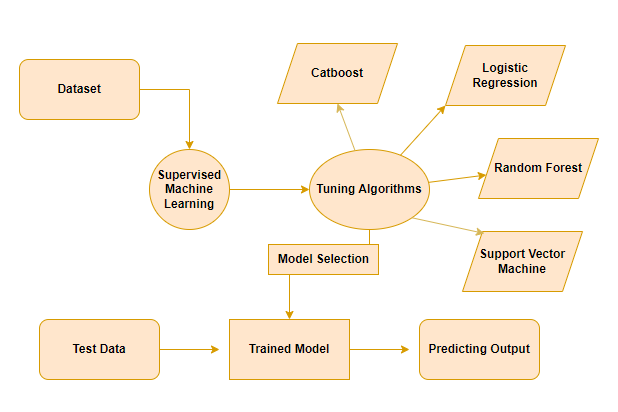 Catboost
Logistic
Regression
Dataset
Supervised
Machine
Learning
Tuning Algorithms
Random Forest
Support Vector
Machine
Model Selection
Test Data
Trained Model
Predicting Output